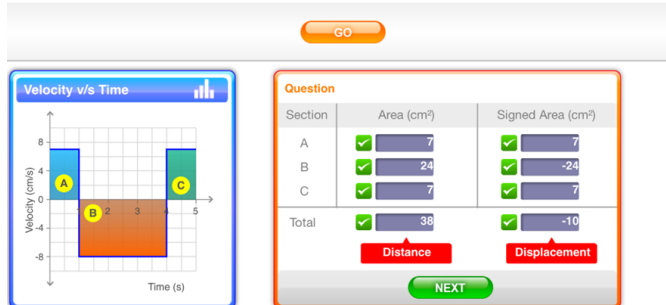 GO
Velocity v/s Time
8
4
0
-4
-8
Velocity (cm/s)
A
B
C
2
3
4
5
Time (s)
Question
Section Area (cm²) Signed Area (cm²)
A 7 7
B 24 -24
C 7 7
Total 38 -10
Distance Displacement
NEXT